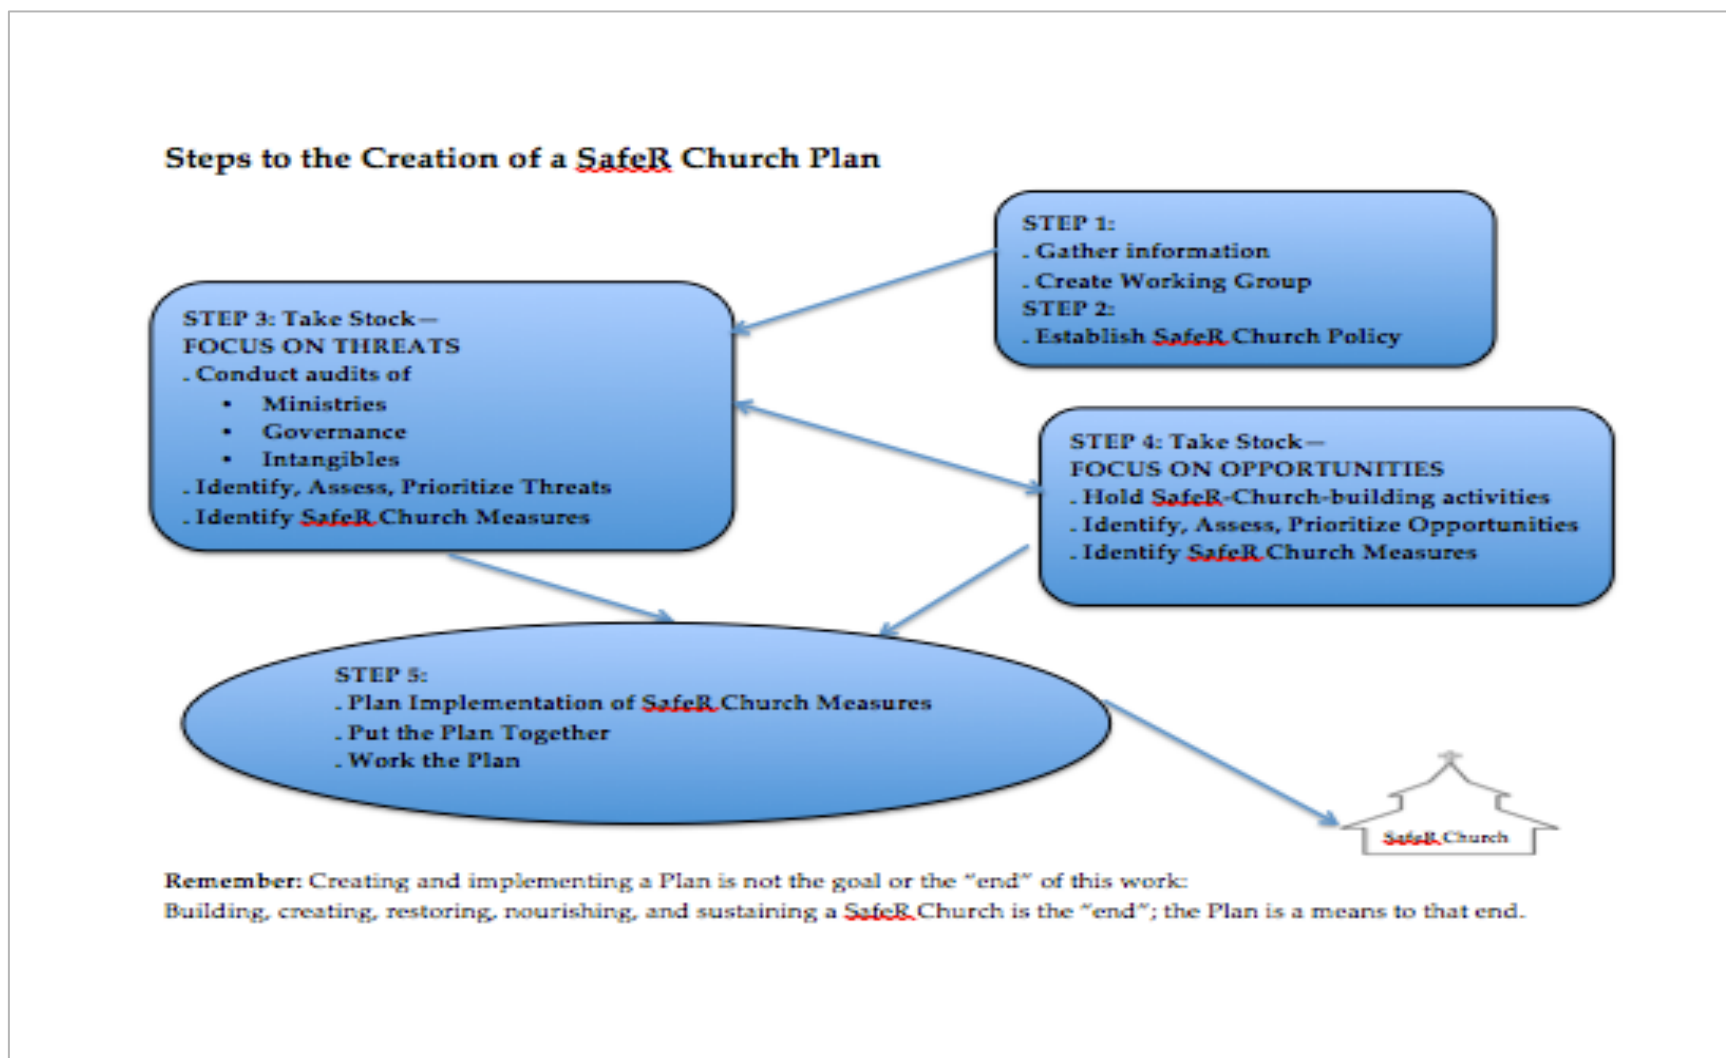 Steps to the Creation of a SafeR Church Plan
STEP 1:
. Gather information
. Create Working Group
STEP 2:
. Establish SafeR Church Policy
STEP 3: Take Stock—
FOCUS ON THREATS
. Conduct audits of
• Ministries
• Governance
• Intangibles
. Identify, Assess, Prioritize Threats
. Identify SafeR Church Measures
STEP 4: Take Stock—
FOCUS ON OPPORTUNITIES
. Hold SafeR-Church-building activities
. Identify, Assess, Prioritize Opportunities
. Identify SafeR Church Measures
STEP 5:
. Plan Implementation of SafeR Church Measures
. Put the Plan Together
. Work the Plan
SafeR Church
Remember: Creating and implementing a Plan is not the goal or the “end” of this work:
Building, creating, restoring, nourishing, and sustaining a SafeR Church is the “end”; the Plan is a means to that end.